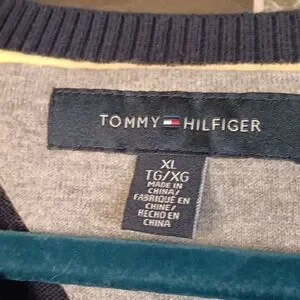 TOMMY HILFIGER
XL
TG/XG
MADE IN
CHINA/
FABRIQUÉ EN
CHINE/
HECHO EN
CHINA